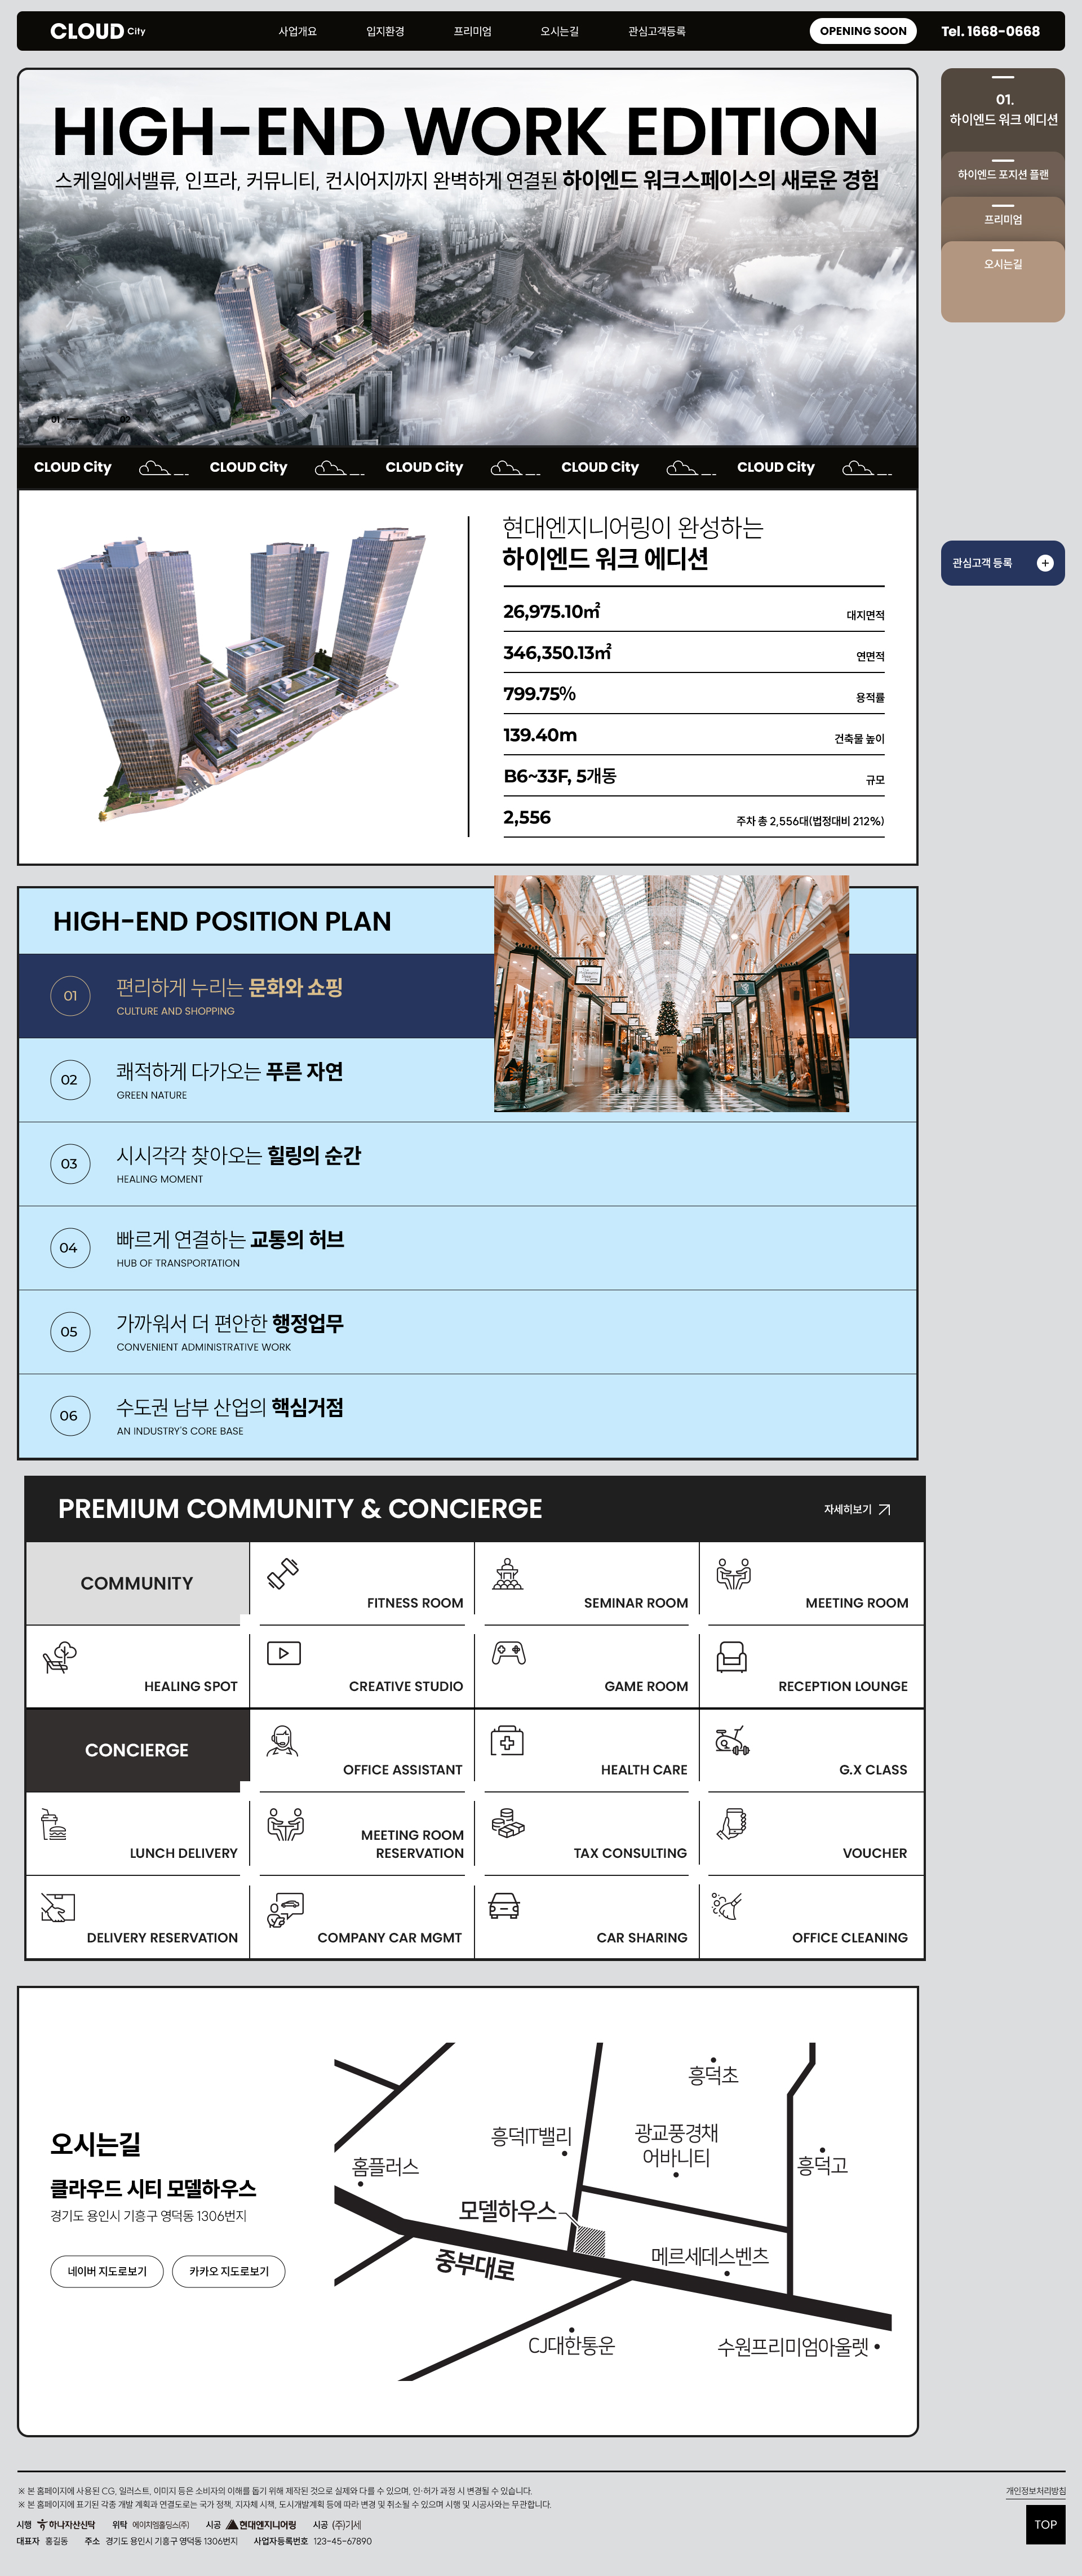 CLOUD City
사업개요
입지환경
프리미엄
오시는길
관심고객등록
OPENING SOON
Tel. 1668-0668
HIGH-END WORK EDITION
스케일에서밸류, 인프라, 커뮤니티, 컨시어지까지 완벽하게 연결된 하이엔드 워크스페이스의 새로운 경험
01
02
01.
하이엔드 워크 에디션
하이엔드 포지션 플랜
프리미엄
오시는길
CLOUD City
CLOUD City
CLOUD City
CLOUD City
CLOUD City
현대엔지니어링이 완성하는
하이엔드 워크 에디션
26,975.10㎡ 대지면적
346,350.13㎡ 연면적
799.75% 용적률
139.40m 건축물 높이
B6~33F, 5개동 규모
2,556 주차 총 2,556대(법정대비 212%)
관심고객 등록 +
HIGH-END POSITION PLAN
01
편리하게 누리는 문화와 쇼핑
CULTURE AND SHOPPING
02
쾌적하게 다가오는 푸른 자연
GREEN NATURE
03
시시각각 찾아오는 힐링의 순간
HEALING MOMENT
04
빠르게 연결하는 교통의 허브
HUB OF TRANSPORTATION
05
가까워서 더 편안한 행정업무
CONVENIENT ADMINISTRATIVE WORK
06
수도권 남부 산업의 핵심거점
AN INDUSTRY'S CORE BASE
PREMIUM COMMUNITY & CONCIERGE
자세히보기
COMMUNITY
FITNESS ROOM
SEMINAR ROOM
MEETING ROOM
HEALING SPOT
CREATIVE STUDIO
GAME ROOM
RECEPTION LOUNGE
CONCIERGE
OFFICE ASSISTANT
HEALTH CARE
G.X CLASS
LUNCH DELIVERY
MEETING ROOM
RESERVATION
TAX CONSULTING
VOUCHER
DELIVERY RESERVATION
COMPANY CAR MGMT
CAR SHARING
OFFICE CLEANING
오시는길
클라우드 시티 모델하우스
경기도 용인시 기흥구 영덕동 1306번지
네이버 지도로보기
카카오 지도로보기
흥덕초
흥덕IT밸리
광교풍경채
어바니티
홈플러스
흥덕고
모델하우스
중부대로
메르세데스벤츠
CJ대한통운
수원프리미엄아울렛
※ 본 홈페이지에 사용된 CG, 일러스트, 이미지 등은 소비자의 이해를 돕기 위해 제작된 것으로 실제와 다를 수 있으며, 인·허가 과정 시 변경될 수 있습니다.
※ 본 홈페이지에 표기된 각종 개발 계획과 연결도로는 국가 정책, 지자체 시책, 도시개발계획 등에 따라 변경 및 취소될 수 있으며 시행 및 시공사와는 무관합니다.
개인정보처리방침
시행 하나자산신탁 위탁 에이치엠홀딩스(주) 시공 현대엔지니어링 시공 (주)기세
대표자 홍길동 주소 경기도 용인시 기흥구 영덕동 1306번지 사업자등록번호 123-45-67890
TOP